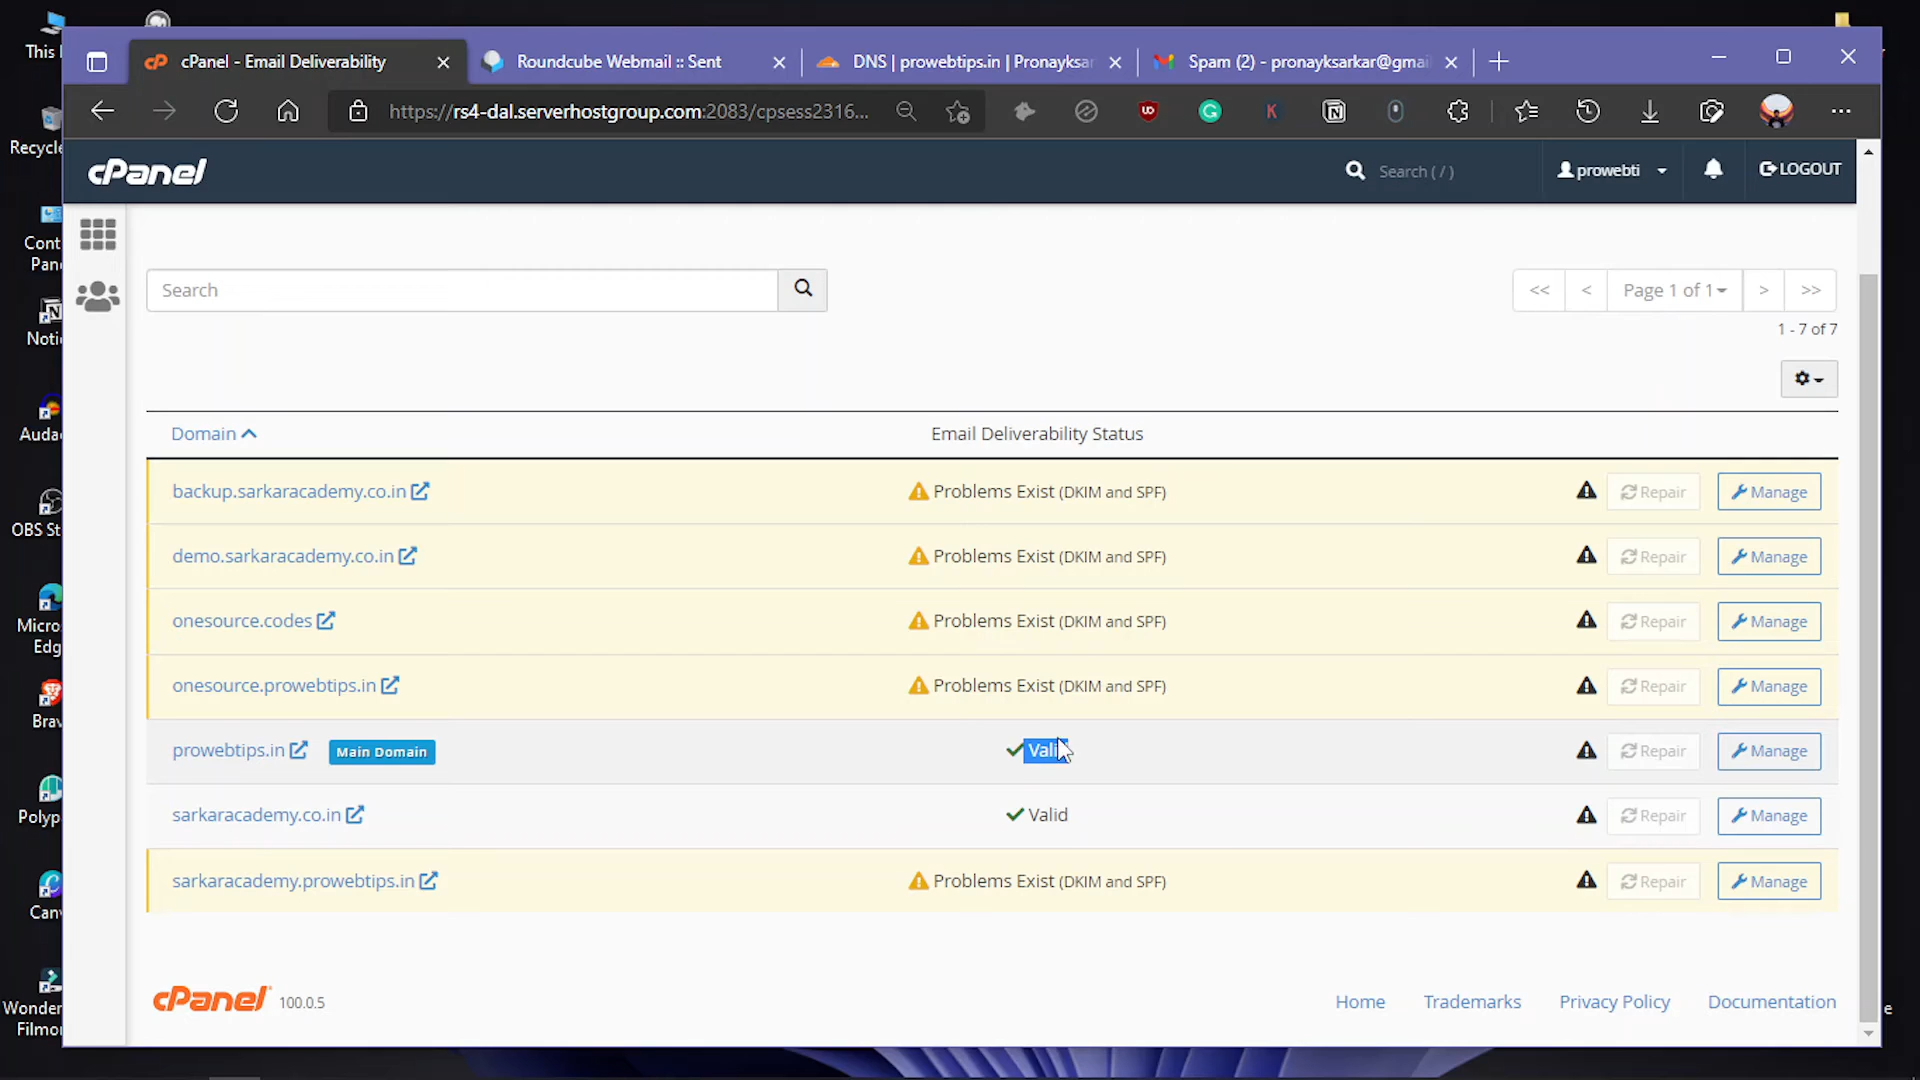 This
cPanel - Email Deliverability
Roundcube Webmail :: Sent
DNS | prowebtips.in | Pronayksar
Spam (2) - pronayksarkar@gmai
https://rs4-dal.serverhostgroup.com:2083/cpsess2316...
Recycle
cPanel
Search ( / )
prowebti
LOGOUT
Cont
Pane
Search
<<
<
Page 1 of 1
>
>>
Notic
1 - 7 of 7
Audac
Domain
Email Deliverability Status
backup.sarkaracademy.co.in
Problems Exist (DKIM and SPF)
Repair
Manage
OBS St
demo.sarkaracademy.co.in
Problems Exist (DKIM and SPF)
Repair
Manage
onesource.codes
Problems Exist (DKIM and SPF)
Repair
Manage
Micro
Edg
onesource.prowebtips.in
Problems Exist (DKIM and SPF)
Repair
Manage
Brav
prowebtips.in
Main Domain
Valid
Repair
Manage
sarkaracademy.co.in
Valid
Repair
Manage
Polyp
sarkaracademy.prowebtips.in
Problems Exist (DKIM and SPF)
Repair
Manage
Canv
cPanel
100.0.5
Home
Trademarks
Privacy Policy
Documentation
Wonder
Filmo